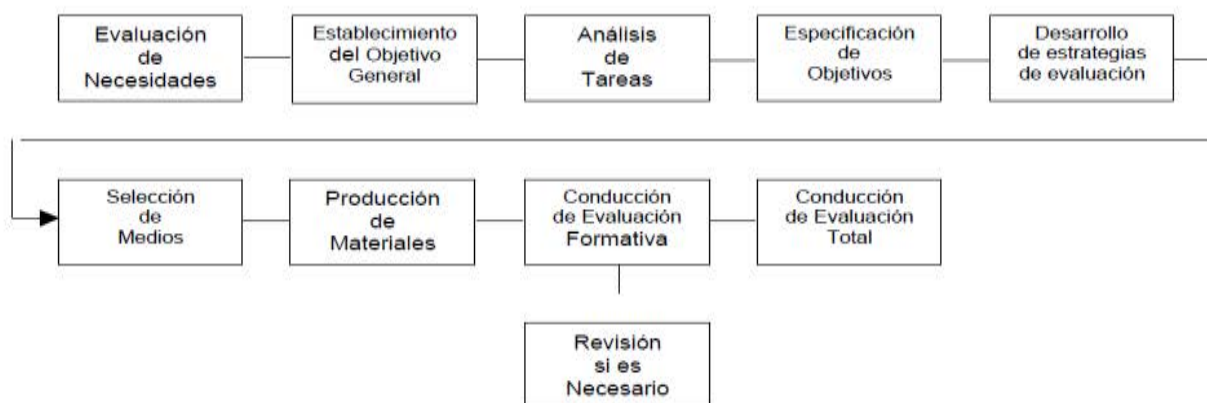 Evaluación
de
Necesidades
Establecimiento
del Objetivo
General
Análisis
de
Tareas
Especificación
de
Objetivos
Desarrollo
de estrategias
de evaluación
Selección
de
Medios
Producción
de
Materiales
Conducción
de Evaluación
Formativa
Conducción
de Evaluación
Total
Revisión
si es
Necesario